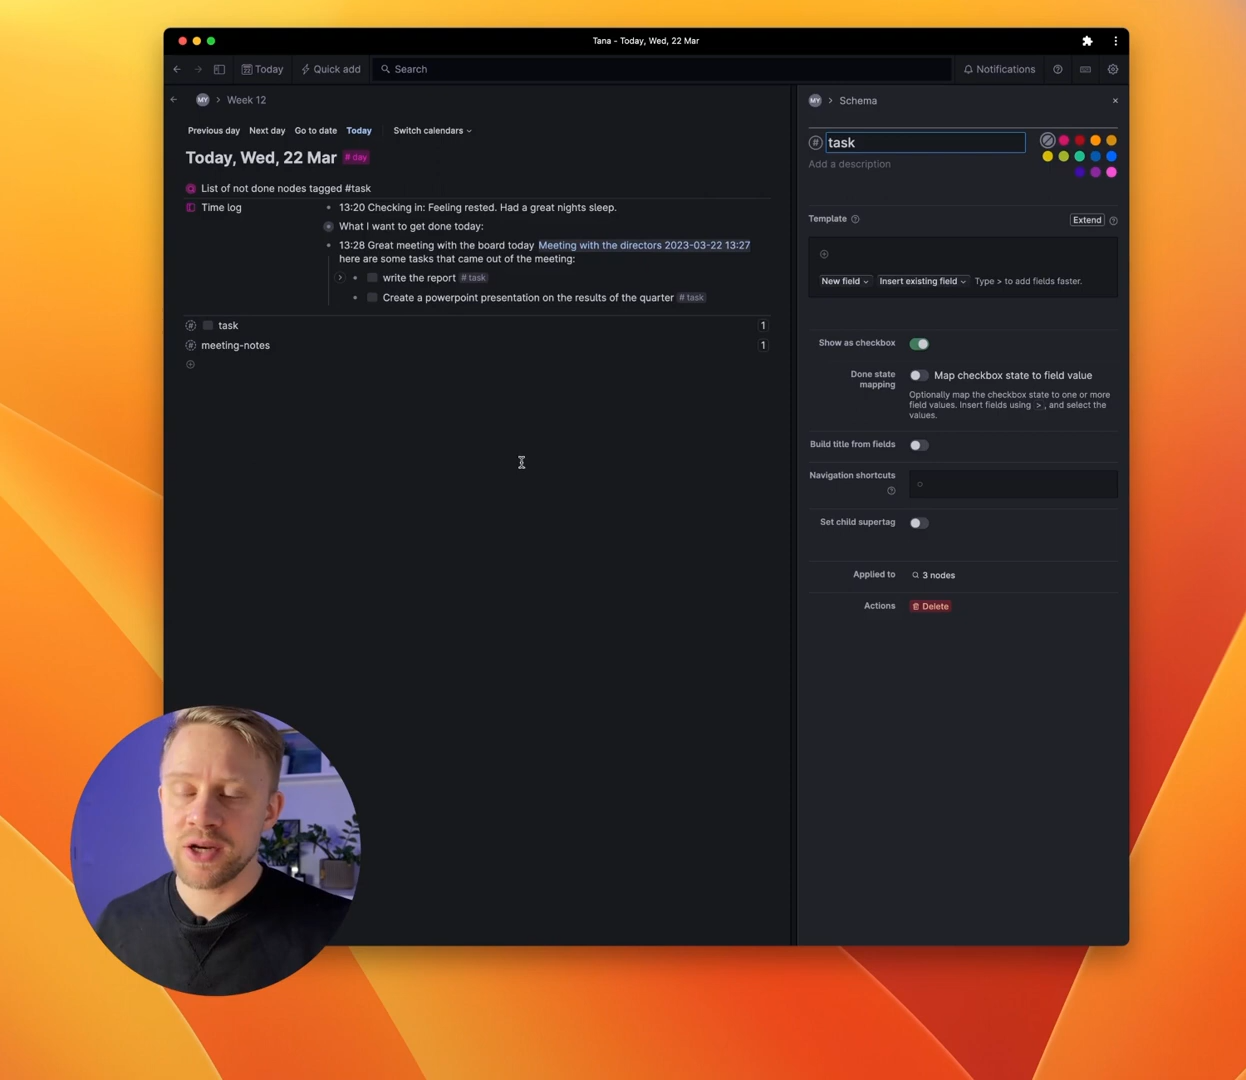 Tana - Today, Wed, 22 Mar
Today
Quick add
Search
Notifications
MY > Week 12
Previous day Next day Go to date Today Switch calendars
Today, Wed, 22 Mar # day
List of not done nodes tagged #task
Time log
13:20 Checking in: Feeling rested. Had a great nights sleep.
What I want to get done today:
13:28 Great meeting with the board today Meeting with the directors 2023-03-22 13:27
here are some tasks that came out of the meeting:
write the report # task
Create a powerpoint presentation on the results of the quarter # task
# task 1
# meeting-notes 1
MY > Schema
# task
Add a description
Template
Extend
New field Insert existing field Type > to add fields faster.
Show as checkbox
Done state
mapping
Map checkbox state to field value
Optionally map the checkbox state to one or more
field values. Insert fields using > , and select the
values.
Build title from fields
Navigation shortcuts
Set child supertag
Applied to 3 nodes
Actions Delete